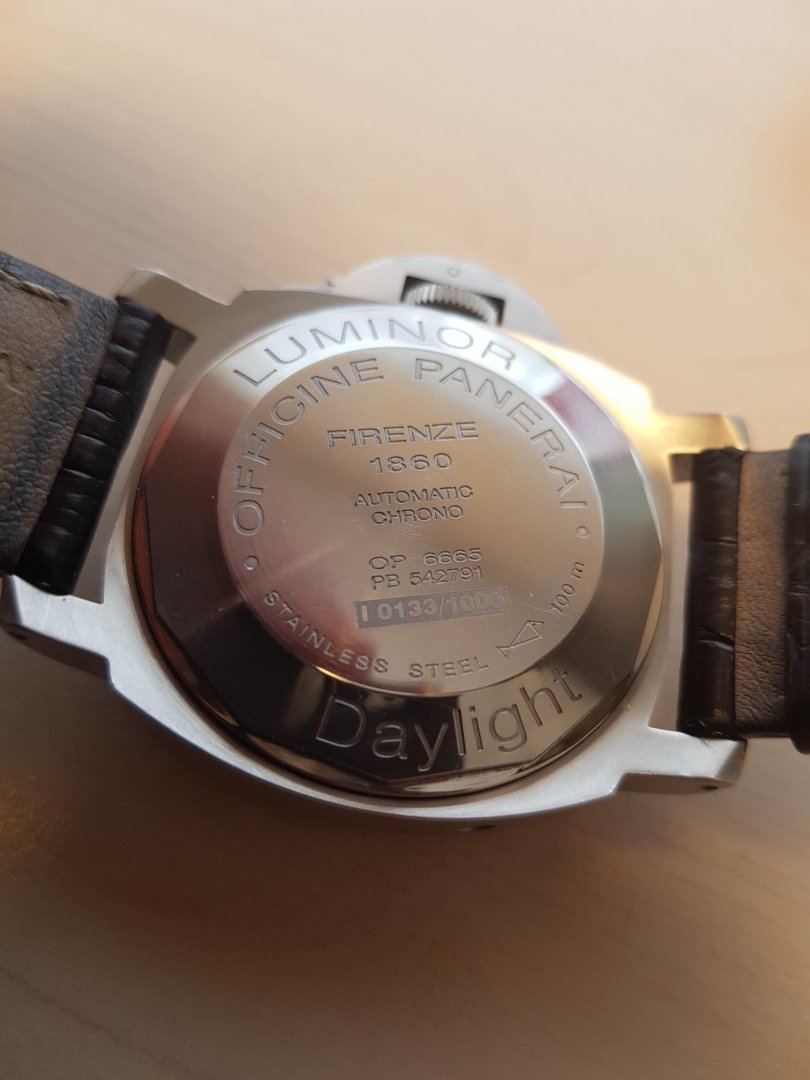 LUMINOR
OFFICINE PANERAI
FIRENZE
1860
AUTOMATIC
CHRONO
OP 6665
PB 542791
I 0133/1000
STAINLESS STEEL 100 m
Daylight